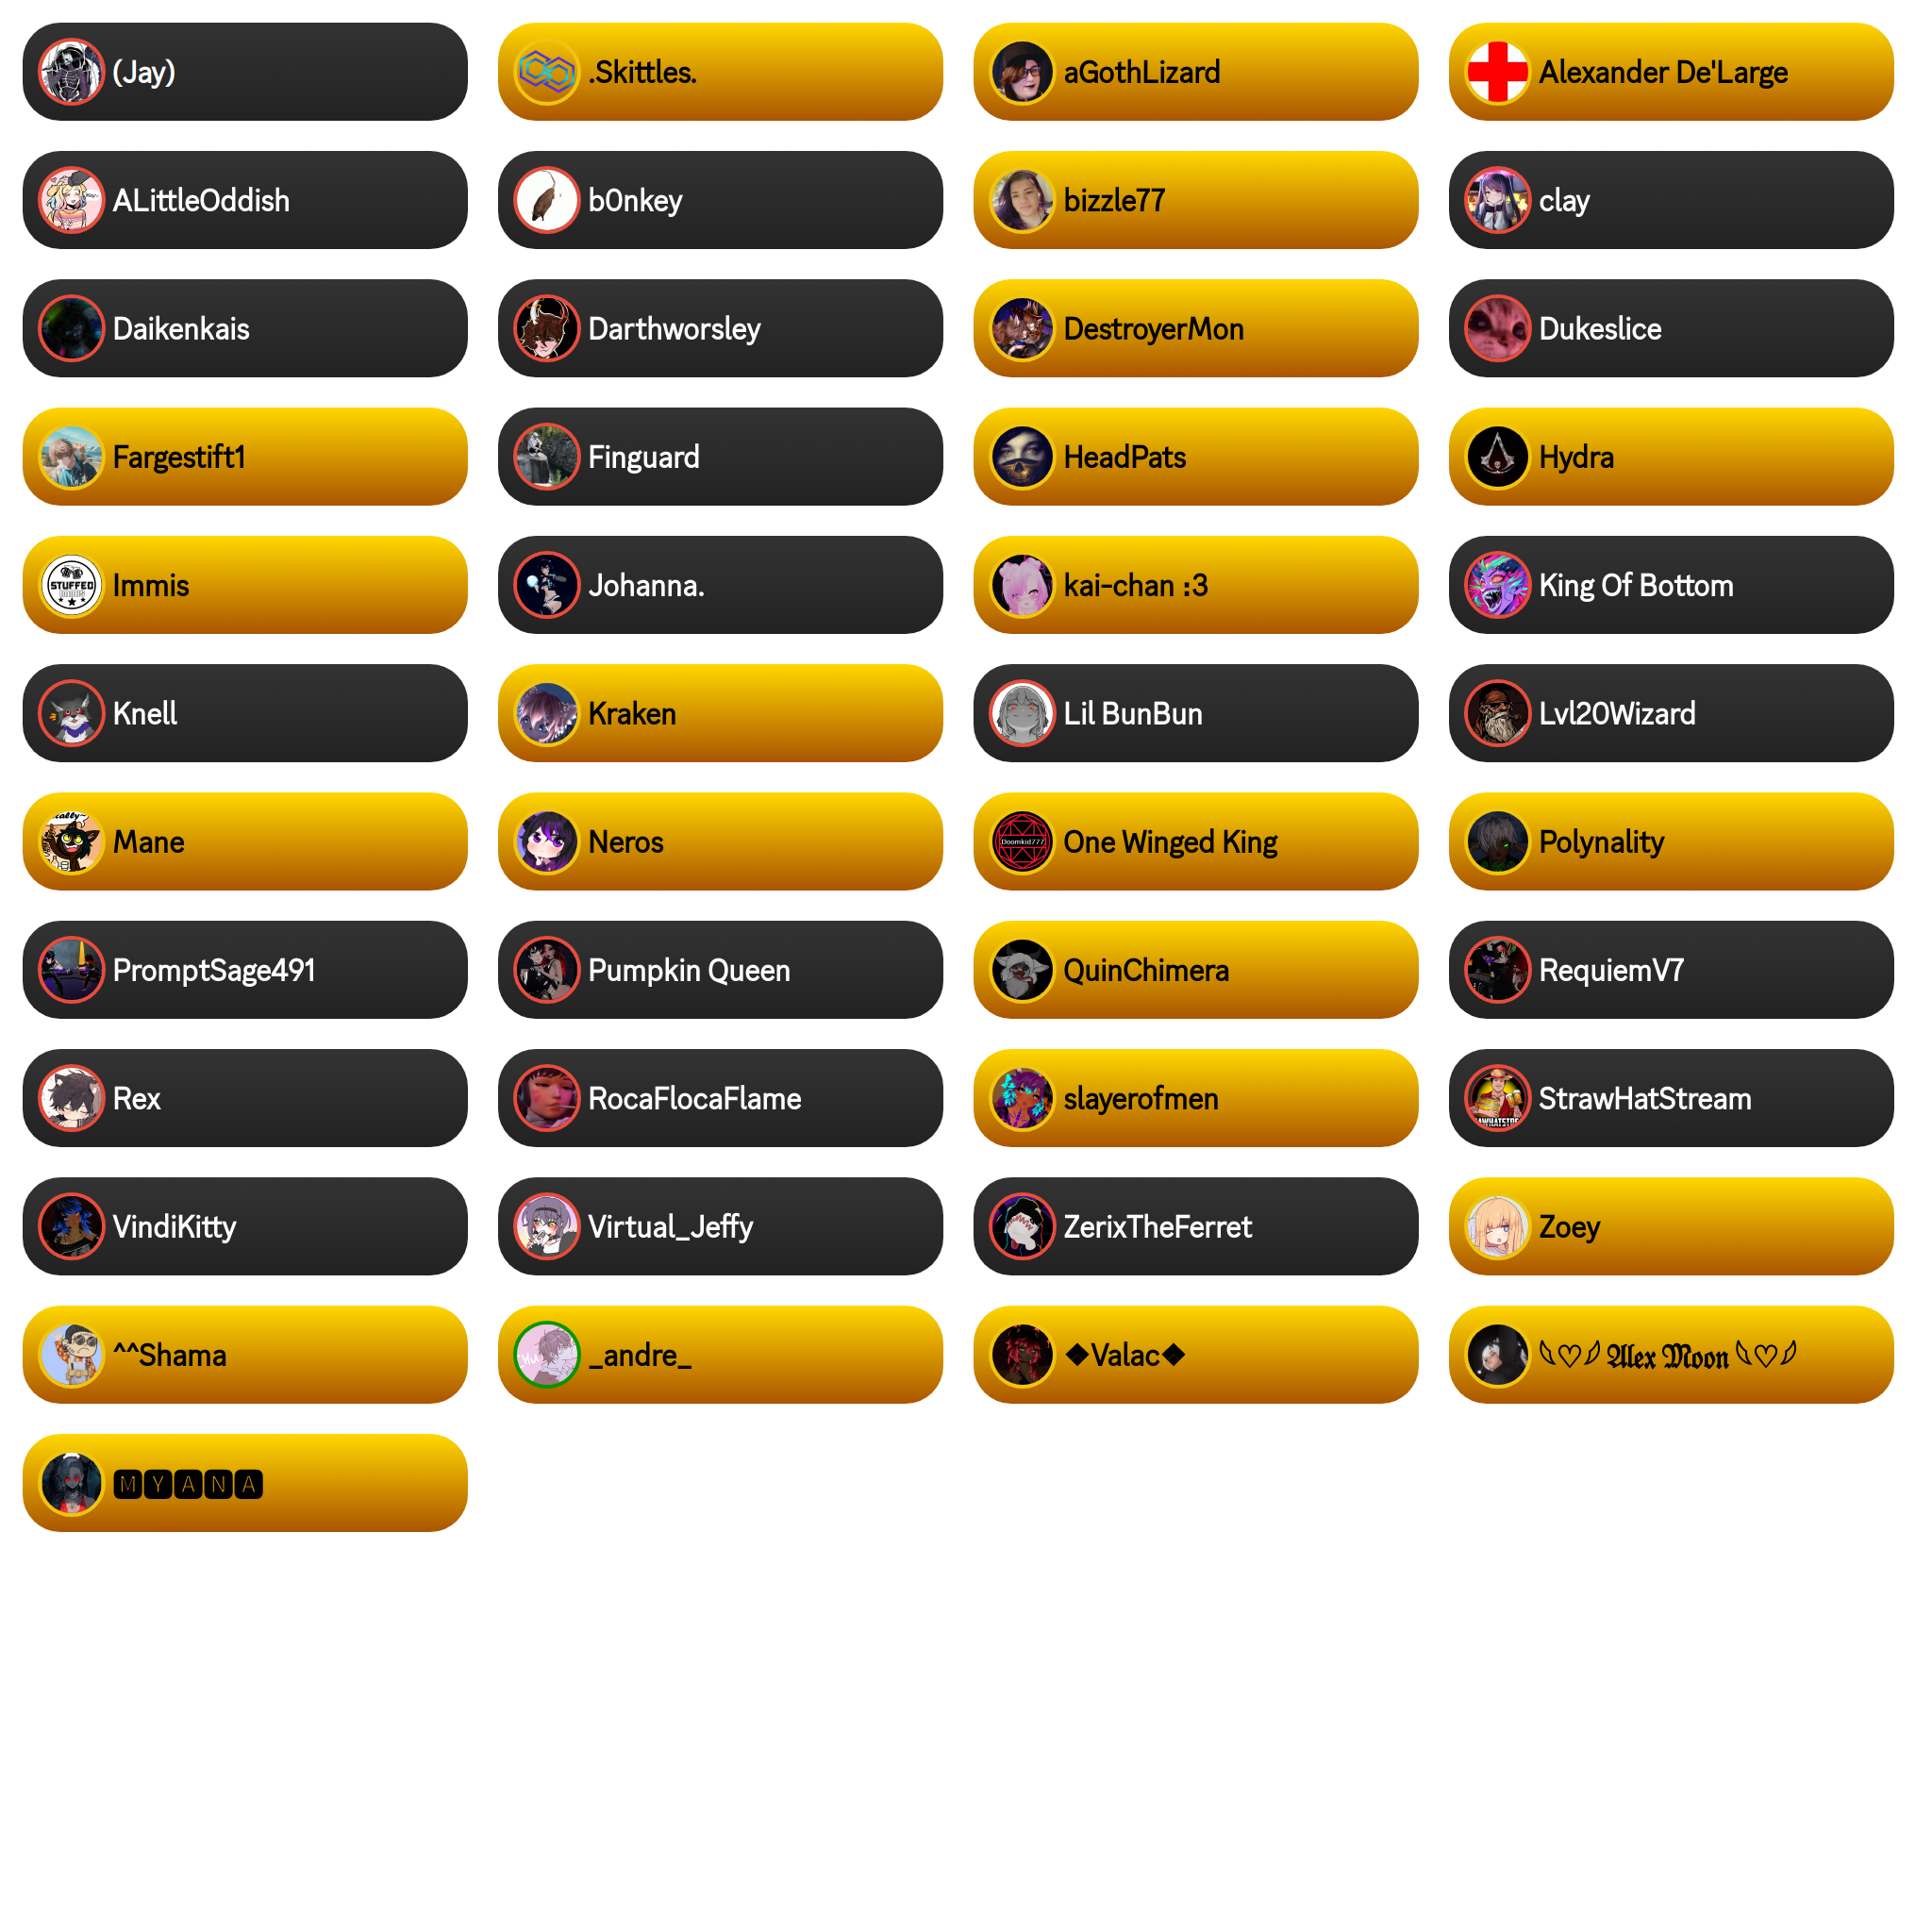 (Jay)
.Skittles.
aGothLizard
Alexander De'Large
ALittleOddish
b0nkey
bizzle77
clay
Daikenkais
Darthworsley
DestroyerMon
Dukeslice
Fargestift1
Finguard
HeadPats
Hydra
STUFFED
Immis
Johanna.
kai-chan :3
King Of Bottom
Knell
Kraken
Lil BunBun
Lvl20Wizard
Mane
Neros
Doomkid777
One Winged King
Polynality
PromptSage491
Pumpkin Queen
QuinChimera
RequiemV7
Rex
RocaFlocaFlame
slayerofmen
StrawHatStream
VindiKitty
Virtual_Jeffy
ZerixTheFerret
Zoey
^^Shama
_andre_
◆Valac◆
𓆩♡𓆪 𝕬𝖑𝖊𝖝 𝕸𝖔𝖔𝖓 𓆩♡𓆪
🅼🆈🅰🅽🅰